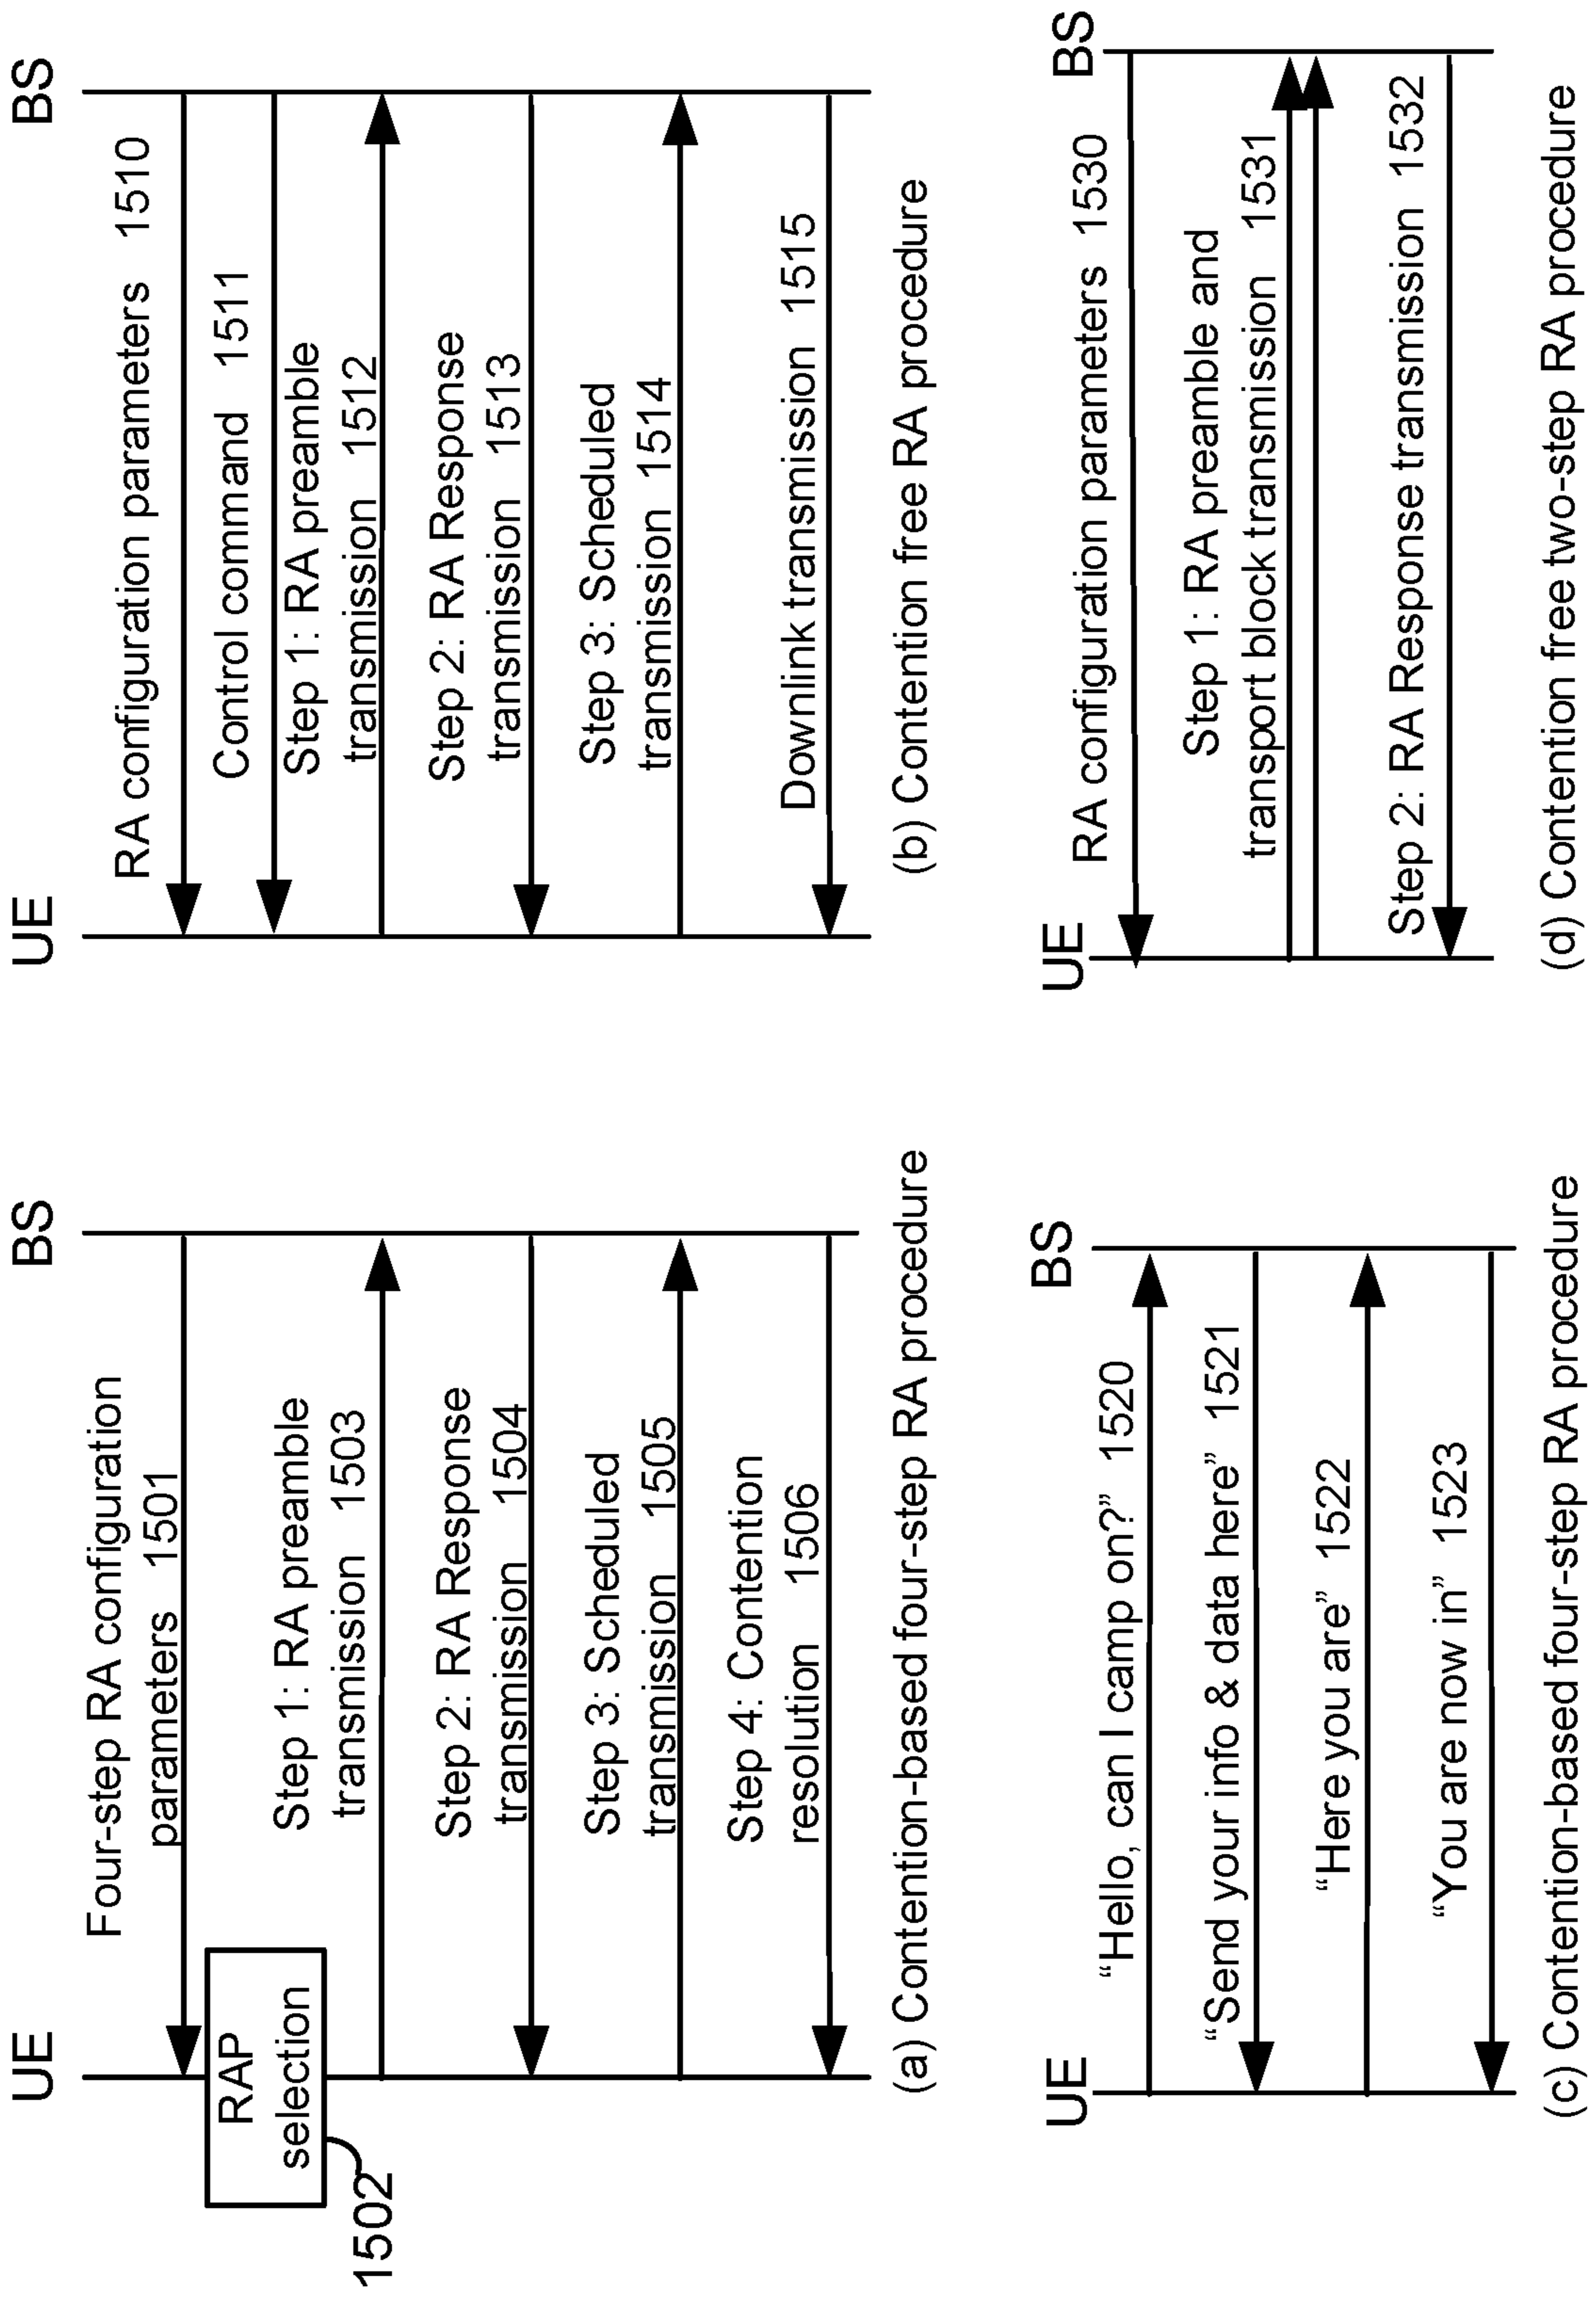 UE
BS
Four-step RA configuration
parameters 1501
RAP
selection
1502
Step 1: RA preamble
transmission 1503
Step 2: RA Response
transmission 1504
Step 3: Scheduled
transmission 1505
Step 4: Contention
resolution 1506
(a) Contention-based four-step RA procedure
UE
BS
RA configuration parameters 1510
Control command 1511
Step 1: RA preamble
transmission 1512
Step 2: RA Response
transmission 1513
Step 3: Scheduled
transmission 1514
Downlink transmission 1515
(b) Contention free RA procedure
UE
BS
“Hello, can I camp on?” 1520
“Send your info & data here” 1521
“Here you are” 1522
“You are now in” 1523
(c) Contention-based four-step RA procedure
UE
BS
RA configuration parameters 1530
Step 1: RA preamble and
transport block transmission 1531
Step 2: RA Response transmission 1532
(d) Contention free two-step RA procedure